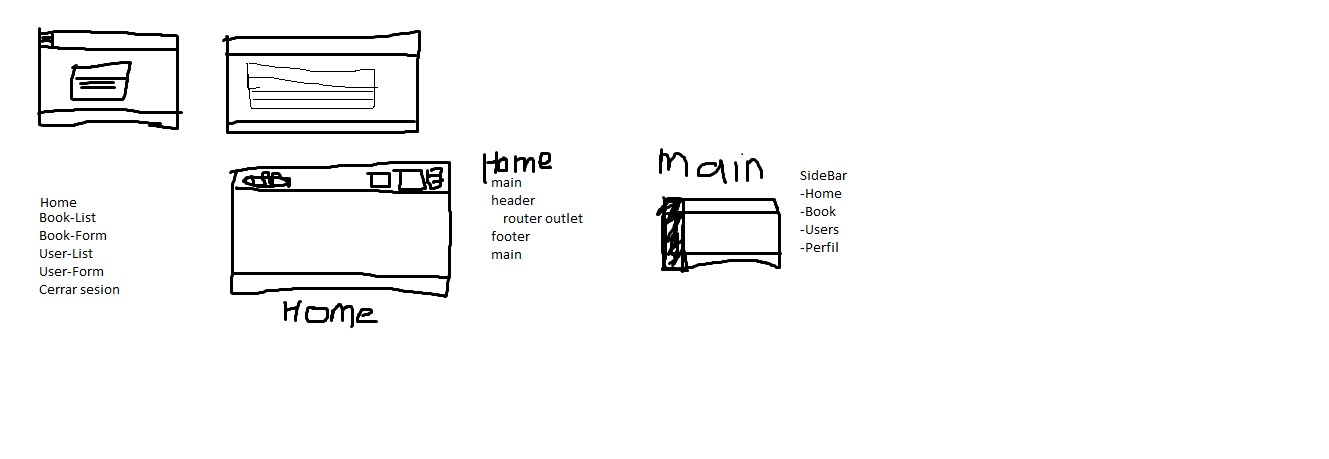 Home
Book-List
Book-Form
User-List
User-Form
Cerrar sesion
Home
Home
main
header
router outlet
footer
main
main
SideBar
-Home
-Book
-Users
-Perfil